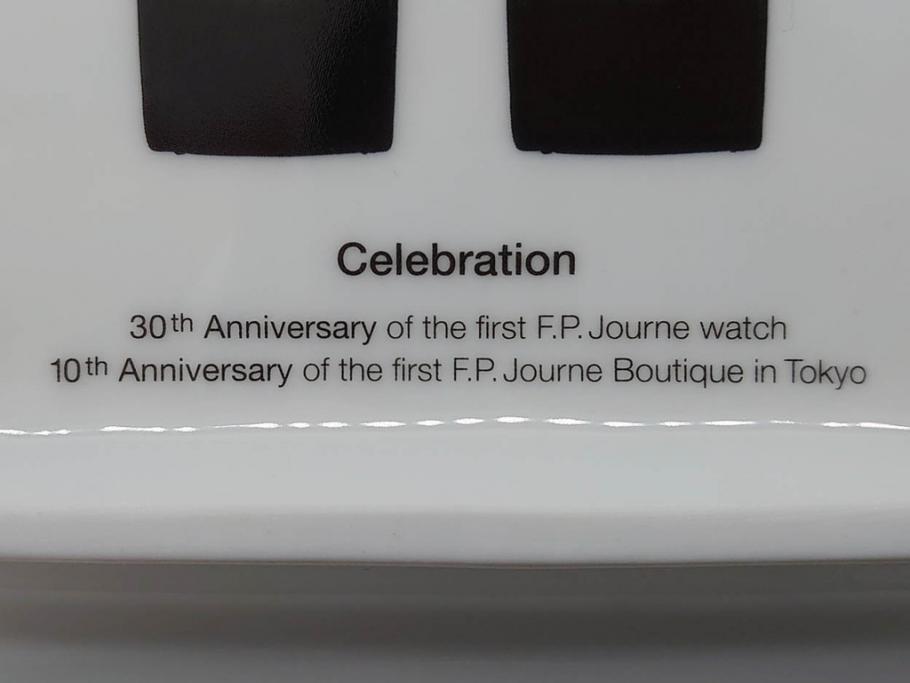 Celebration
30th Anniversary of the first F.P. Journe watch
10th Anniversary of the first F.P. Journe Boutique in Tokyo